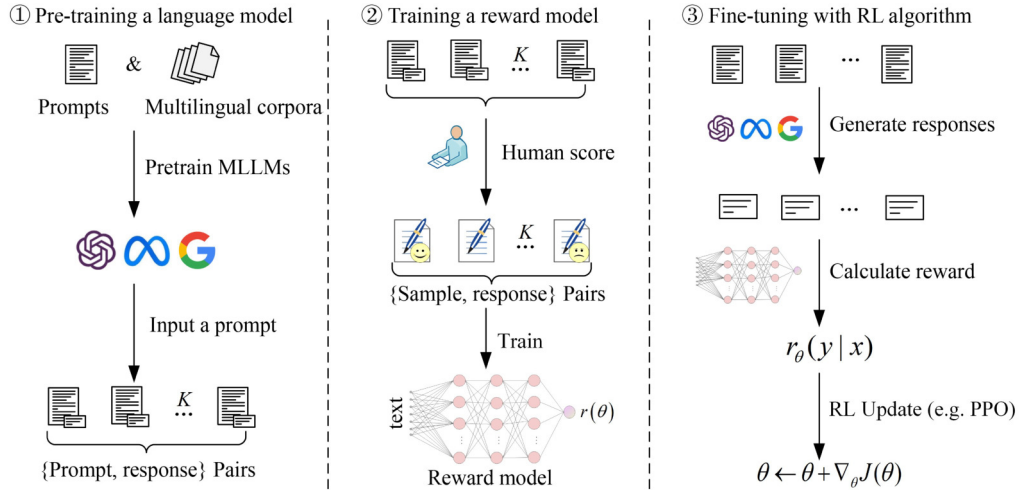 ① Pre-training a language model
&
Prompts Multilingual corpora
Pretrain MLLMs
Input a prompt
K
...
{Prompt, response} Pairs
② Training a reward model
K
...
Human score
K
...
{Sample, response} Pairs
Train
text
r(θ)
Reward model
③ Fine-tuning with RL algorithm
...
Generate responses
...
Calculate reward
r_θ(y | x)
RL Update (e.g. PPO)
θ ← θ + ∇_θ J(θ)